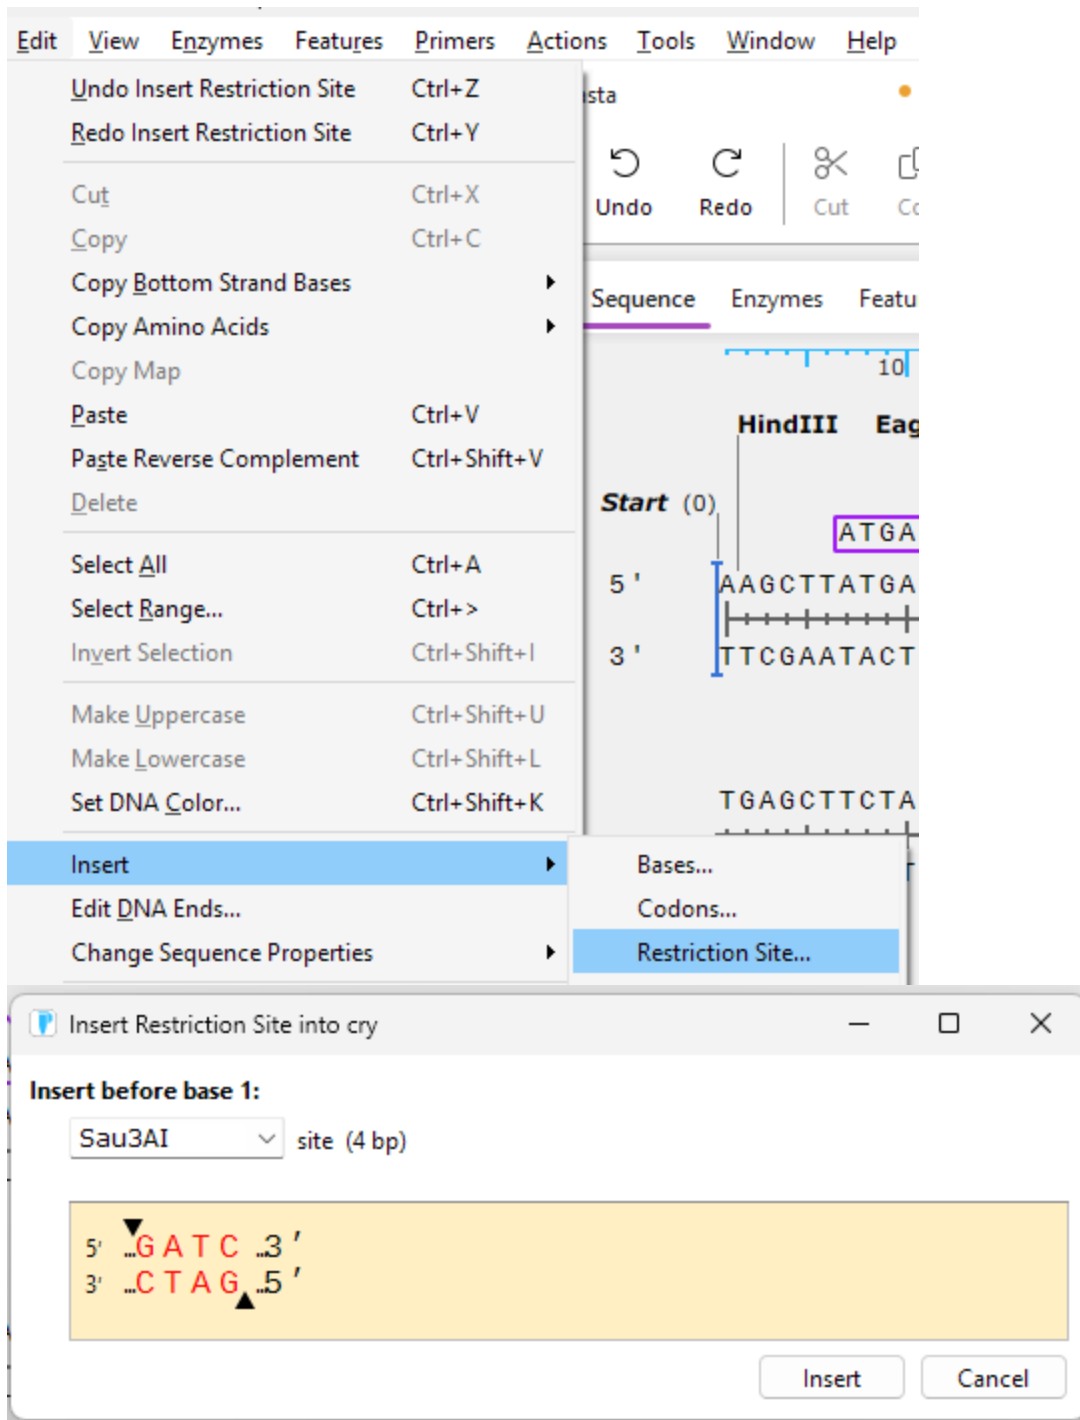 Edit View Enzymes Features Primers Actions Tools Window Help
Undo Insert Restriction Site Ctrl+Z
Redo Insert Restriction Site Ctrl+Y
Cut Ctrl+X
Copy Ctrl+C
Copy Bottom Strand Bases
Copy Amino Acids
Copy Map
Paste Ctrl+V
Paste Reverse Complement Ctrl+Shift+V
Delete
Select All Ctrl+A
Select Range... Ctrl+>
Invert Selection Ctrl+Shift+I
Make Uppercase Ctrl+Shift+U
Make Lowercase Ctrl+Shift+L
Set DNA Color... Ctrl+Shift+K
Insert
Edit DNA Ends...
Change Sequence Properties
Bases...
Codons...
Restriction Site...
sta
Undo Redo Cut Co
Sequence Enzymes Featu
10
HindIII Eag
Start (0)
ATGA
5' AAGCTTATGA
3' TTCGAATACT
TGAGCTTCTA
Insert Restriction Site into cry
Insert before base 1:
Sau3AI site (4 bp)
5' ...GATC ...3'
3' ...CTAG ...5'
Insert Cancel